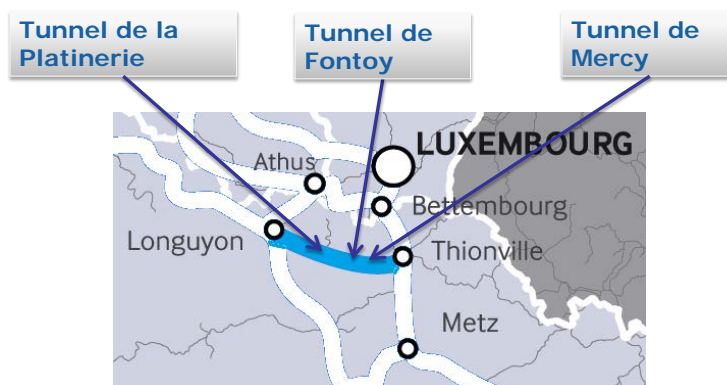 Tunnel de la
Platinerie
Tunnel de
Fontoy
Tunnel de
Mercy
LUXEMBOURG
Athus
Bettembourg
Longuyon
Thionville
Metz